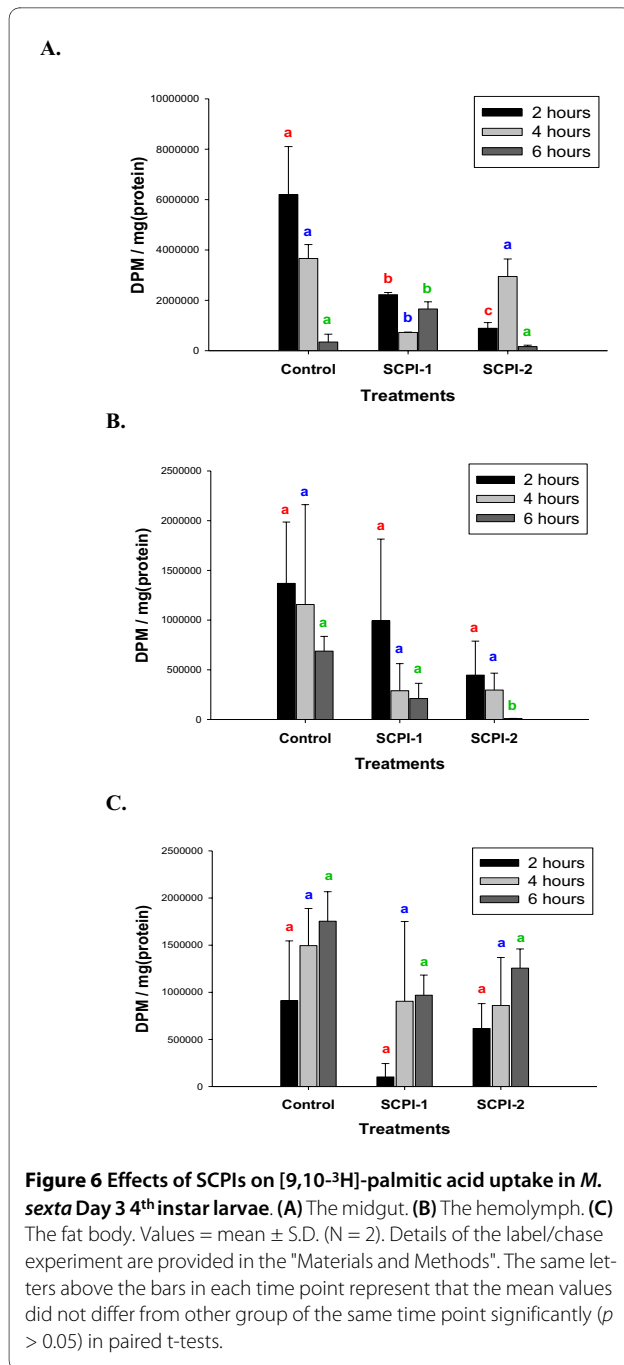 A.
10000000
8000000
6000000
4000000
2000000
0
DPM / mg(protein)
2 hours
4 hours
6 hours
a
a
a
b
b
b
c
a
a
Control
SCPI-1
SCPI-2
Treatments
B.
2500000
2000000
1500000
1000000
500000
0
DPM / mg(protein)
2 hours
4 hours
6 hours
a
a
a
a
a
a
a
a
b
Control
SCPI-1
SCPI-2
Treatments
C.
2500000
2000000
1500000
1000000
500000
0
DPM / mg(protein)
2 hours
4 hours
6 hours
a
a
a
a
a
a
a
a
a
Control
SCPI-1
SCPI-2
Treatments
Figure 6 Effects of SCPIs on [9,10-³H]-palmitic acid uptake in M.
sexta Day 3 4ᵗʰ instar larvae. (A) The midgut. (B) The hemolymph. (C)
The fat body. Values = mean ± S.D. (N = 2). Details of the label/chase
experiment are provided in the "Materials and Methods". The same let-
ters above the bars in each time point represent that the mean values
did not differ from other group of the same time point significantly (p
> 0.05) in paired t-tests.